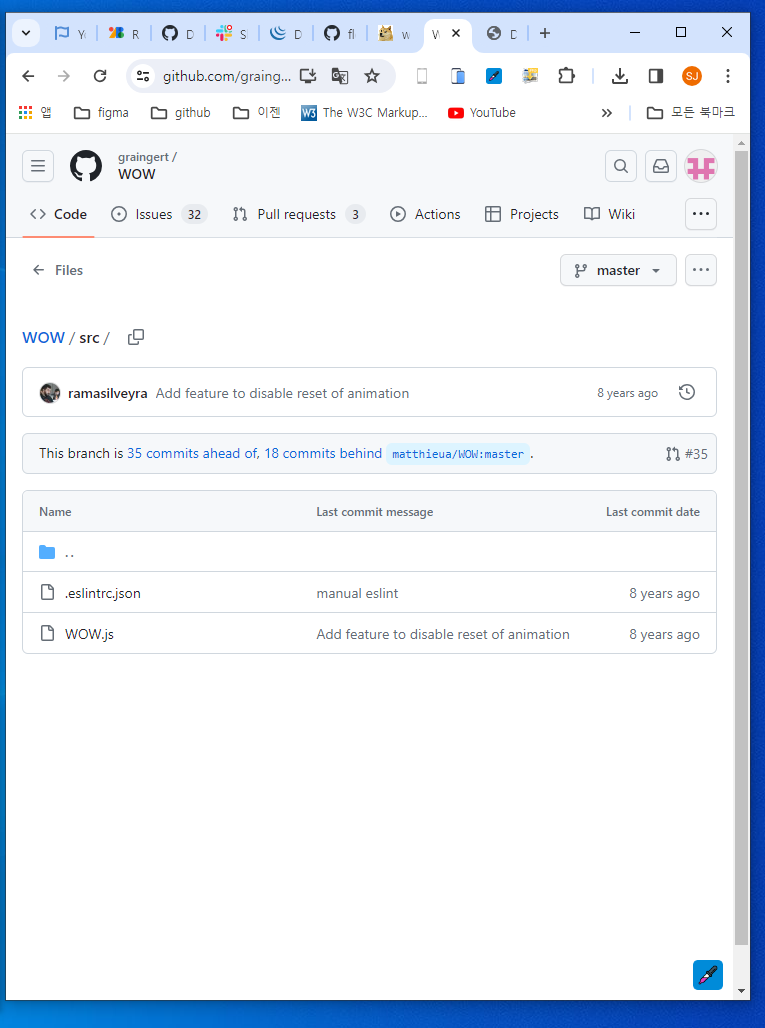 Y R D S D fl w W D
github.com/graing... SJ
앱 figma github 이젠 W3 The W3C Markup... YouTube » 모든 북마크
graingert /
WOW
Code Issues 32 Pull requests 3 Actions Projects Wiki
Files master
WOW / src /
ramasilveyra Add feature to disable reset of animation 8 years ago
This branch is 35 commits ahead of, 18 commits behind matthieua/WOW:master . #35
Name Last commit message Last commit date
..
.eslintrc.json manual eslint 8 years ago
WOW.js Add feature to disable reset of animation 8 years ago